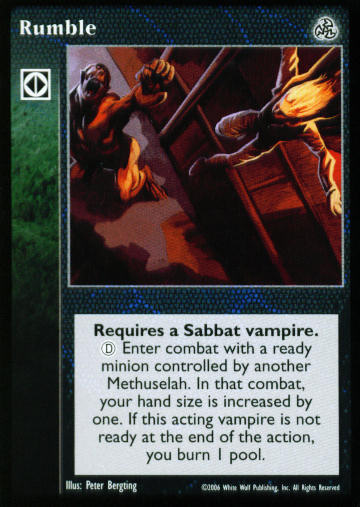 Rumble
Requires a Sabbat vampire.
Ⓓ Enter combat with a ready
minion controlled by another
Methuselah. In that combat,
your hand size is increased by
one. If this acting vampire is not
ready at the end of the action,
you burn 1 pool.
Illus: Peter Bergting
©2006 White Wolf Publishing, Inc. All Rights Reserved